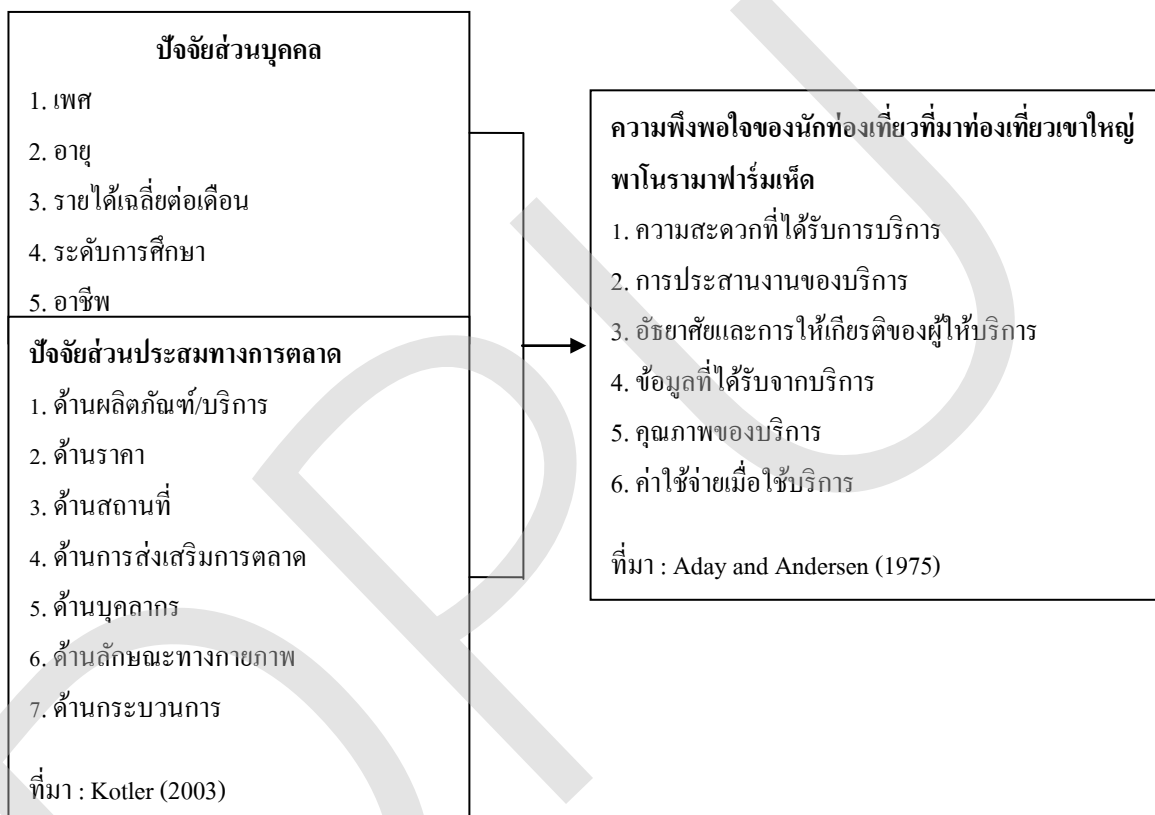 ปัจจัยส่วนบุคคล
1. เพศ
2. อายุ
3. รายได้เฉลี่ยต่อเดือน
4. ระดับการศึกษา
5. อาชีพ
ปัจจัยส่วนประสมทางการตลาด
1. ด้านผลิตภัณฑ์/บริการ
2. ด้านราคา
3. ด้านสถานที่
4. ด้านการส่งเสริมการตลาด
5. ด้านบุคลากร
6. ด้านลักษณะทางกายภาพ
7. ด้านกระบวนการ
ที่มา : Kotler (2003)
ความพึงพอใจของนักท่องเที่ยวที่มาท่องเที่ยวเขาใหญ่
พาโนรามาฟาร์มเห็ด
1. ความสะดวกที่ได้รับการบริการ
2. การประสานงานของบริการ
3. อัธยาศัยและการให้เกียรติของผู้ให้บริการ
4. ข้อมูลที่ได้รับจากบริการ
5. คุณภาพของบริการ
6. ค่าใช้จ่ายเมื่อใช้บริการ
ที่มา : Aday and Andersen (1975)
DPU